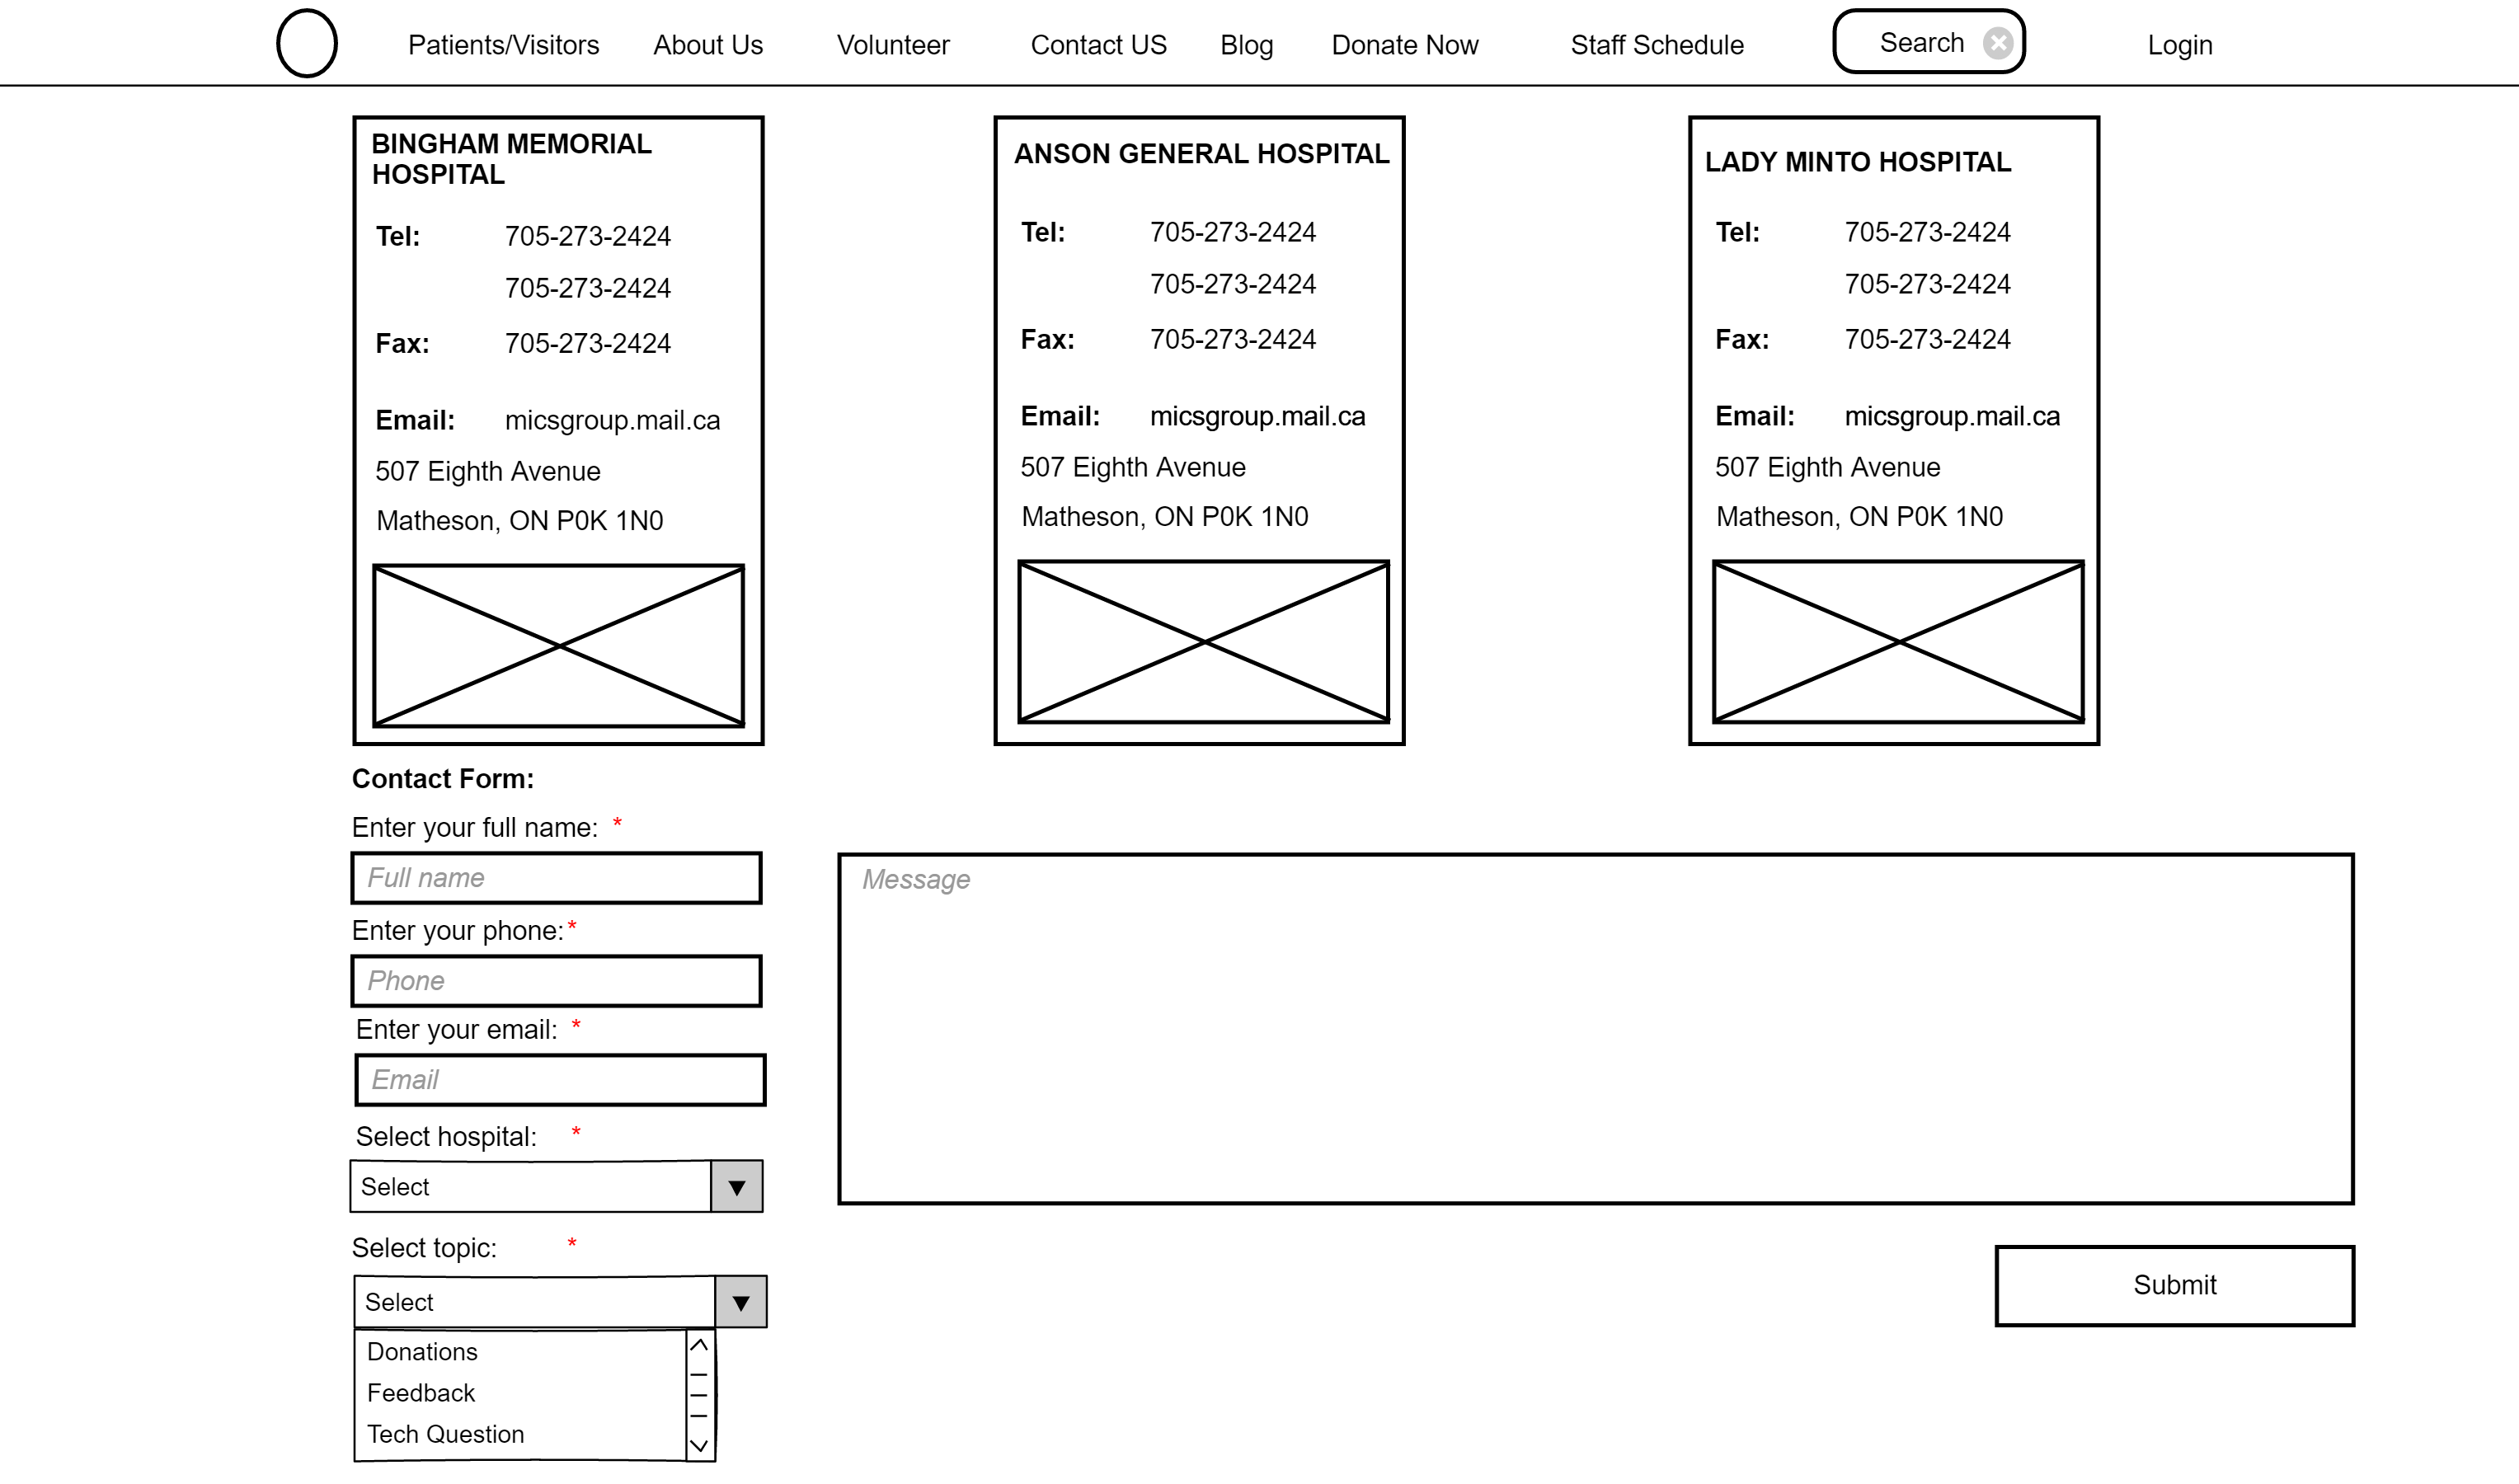 Patients/Visitors About Us Volunteer Contact US Blog Donate Now Staff Schedule Search Login
BINGHAM MEMORIAL
HOSPITAL
Tel: 705-273-2424
705-273-2424
Fax: 705-273-2424
Email: micsgroup.mail.ca
507 Eighth Avenue
Matheson, ON P0K 1N0
ANSON GENERAL HOSPITAL
Tel: 705-273-2424
705-273-2424
Fax: 705-273-2424
Email: micsgroup.mail.ca
507 Eighth Avenue
Matheson, ON P0K 1N0
LADY MINTO HOSPITAL
Tel: 705-273-2424
705-273-2424
Fax: 705-273-2424
Email: micsgroup.mail.ca
507 Eighth Avenue
Matheson, ON P0K 1N0
Contact Form:
Enter your full name: *
Full name
Enter your phone:*
Phone
Enter your email: *
Email
Select hospital: *
Select
Select topic: *
Select
Donations
Feedback
Tech Question
Message
Submit